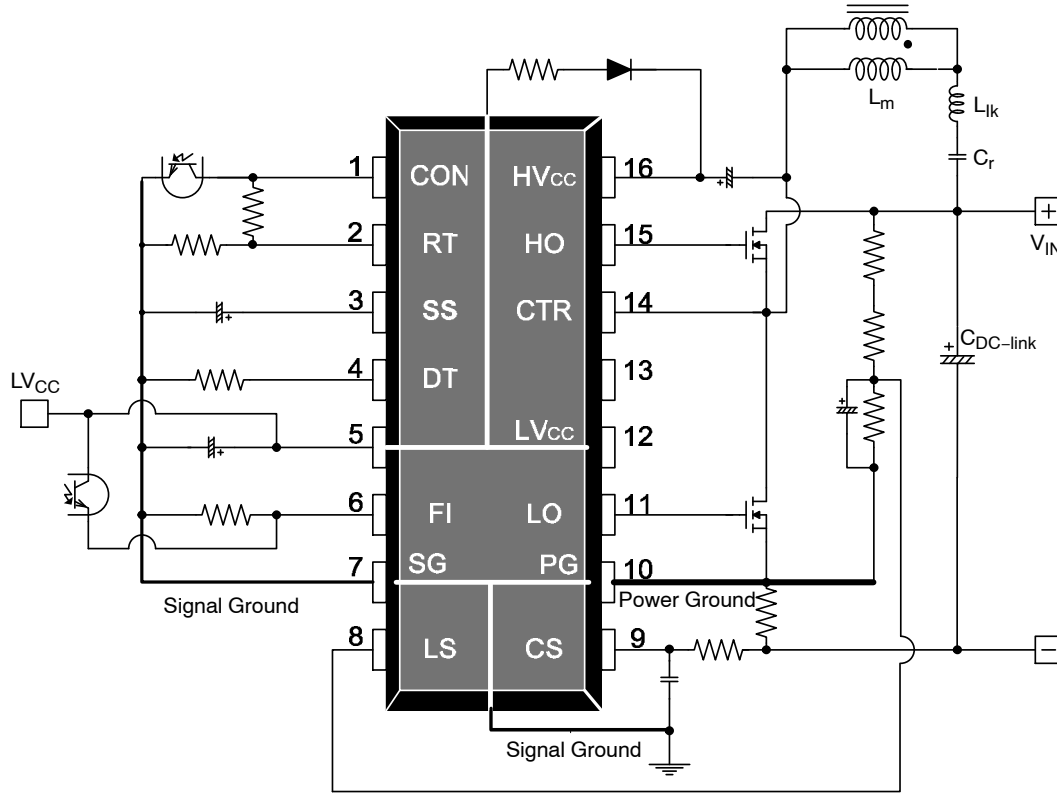 Lm
Llk
Cr
1 CON HVCC 16
VIN
+
2 RT HO 15
3 SS CTR 14
+
CDC−link
4 DT 13
LVCC
LVCC
5 12
6 FI LO 11
7 SG PG 10
Signal Ground
Power Ground
8 LS CS 9
−
Signal Ground